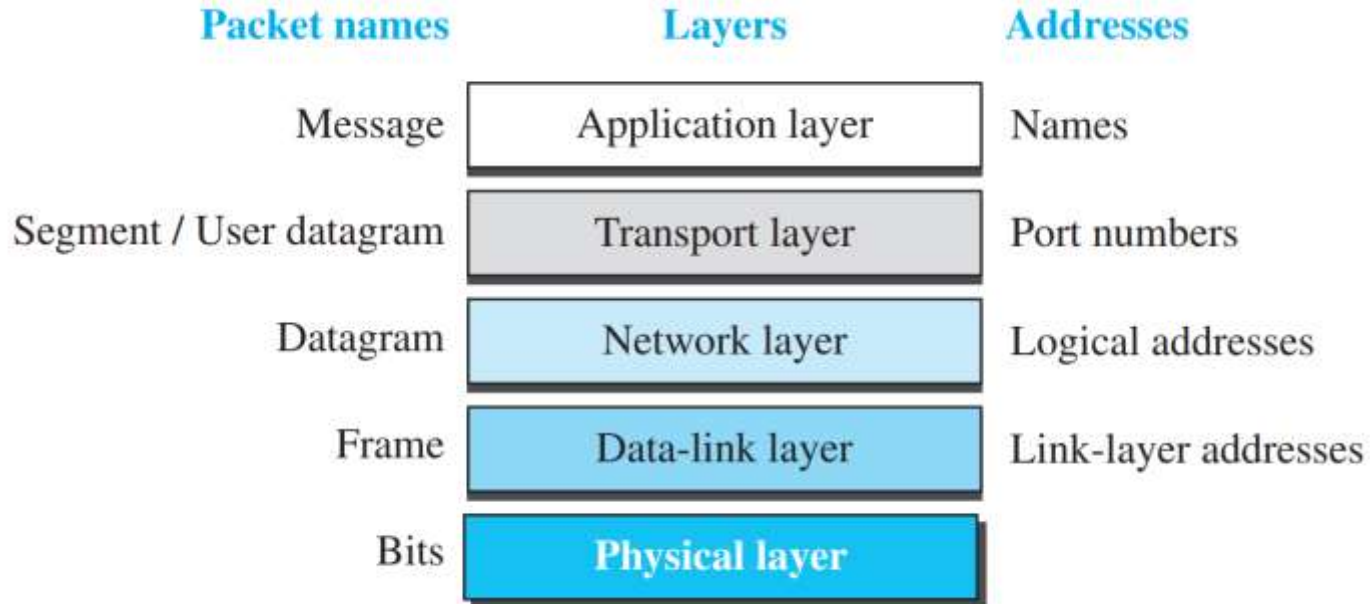 Packet names Layers Addresses
Message Application layer Names
Segment / User datagram Transport layer Port numbers
Datagram Network layer Logical addresses
Frame Data-link layer Link-layer addresses
Bits Physical layer